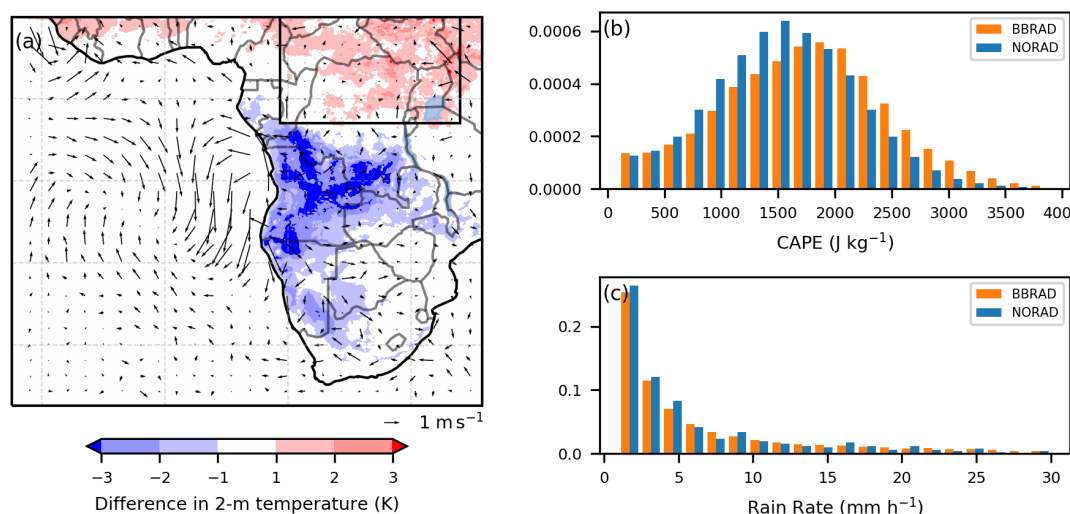 (a)
1 m s⁻¹
−3 −2 −1 1 2 3
Difference in 2-m temperature (K)
(b)
BBRAD
NORAD
0.0006
0.0004
0.0002
0.0000
0 500 1000 1500 2000 2500 3000 3500 400
CAPE (J kg⁻¹)
(c)
BBRAD
NORAD
0.2
0.1
0.0
0 5 10 15 20 25 30
Rain Rate (mm h⁻¹)